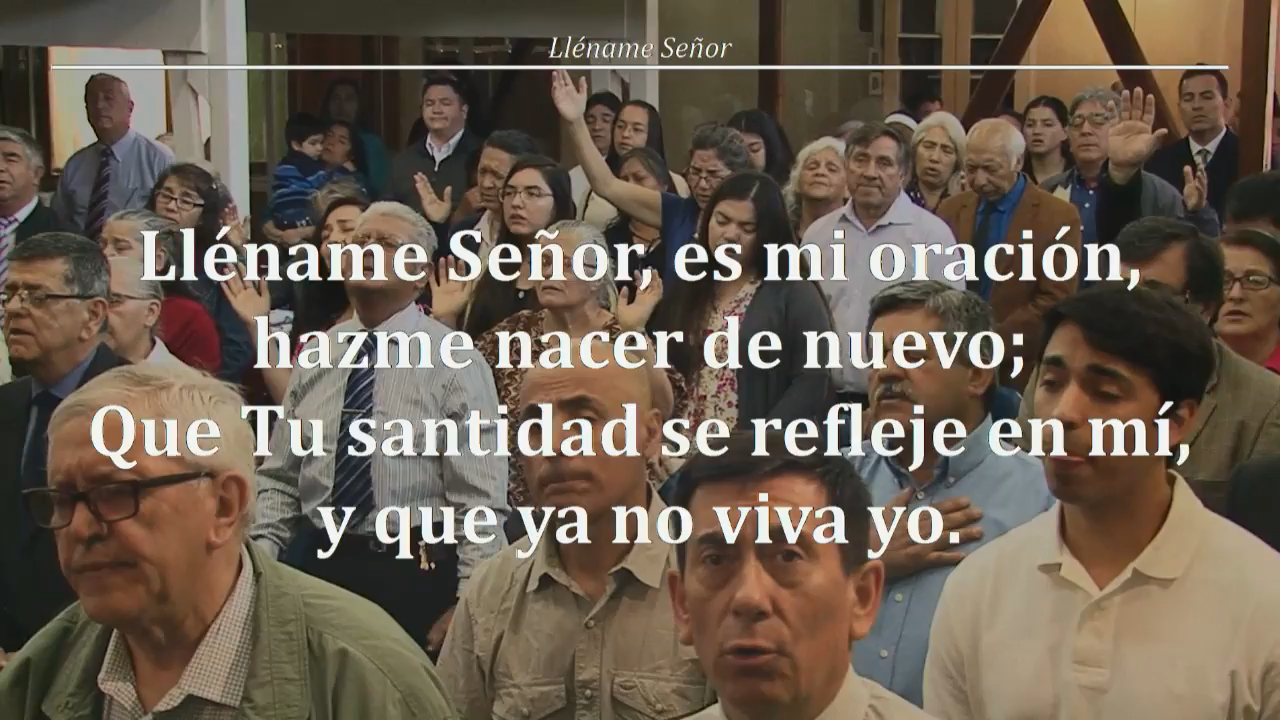 Lléname Señor
Lléname Señor, es mi oración,
hazme nacer de nuevo;
Que Tu santidad se refleje en mí,
y que ya no viva yo.